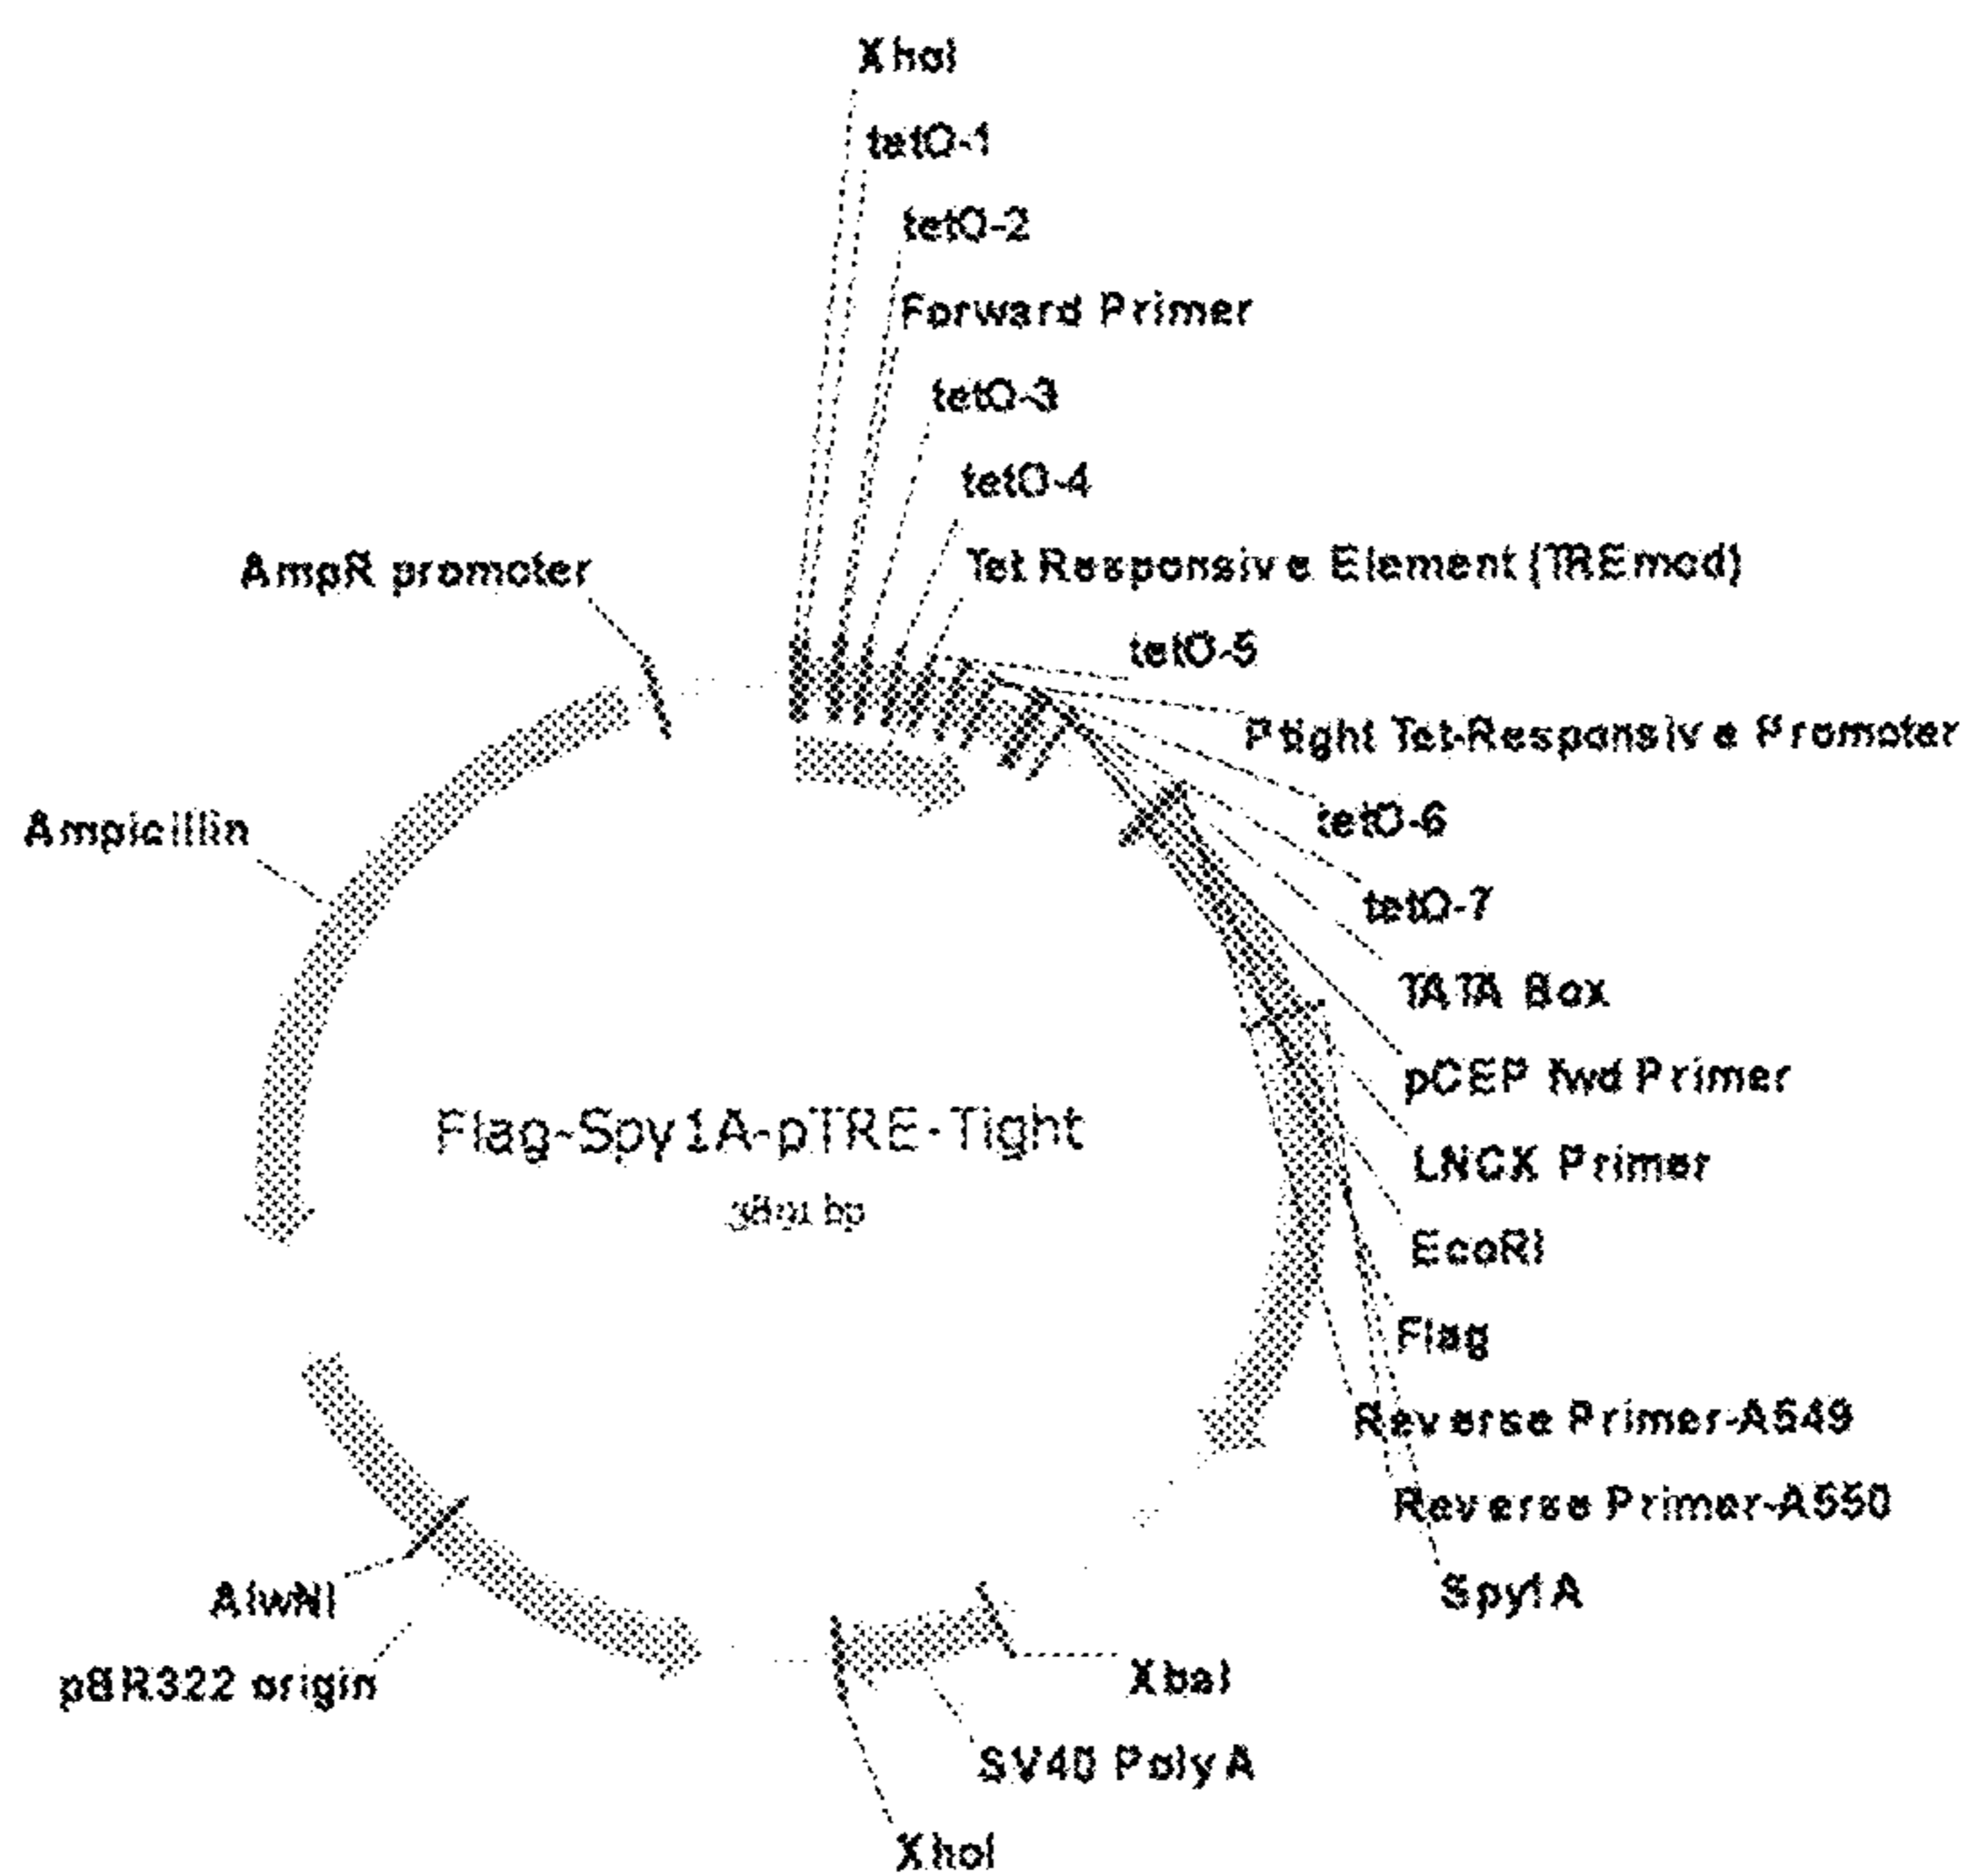 XhoI
tetO-1
tetO-2
Forward Primer
tetO-3
tetO-4
AmpR promoter
Tet Responsive Element (TREmod)
tetO-5
Ptight Tet-Responsive Promoter
tetO-6
Ampicillin
tetO-7
TATA Box
pCEP fwd Primer
Flag-Spy1A-pTRE-Tight
LNCX Primer
bp
EcoRI
Flag
Reverse Primer-A549
Reverse Primer-A550
Spy1A
AlwNI
pBR322 origin
XbaI
SV40 PolyA
XhoI